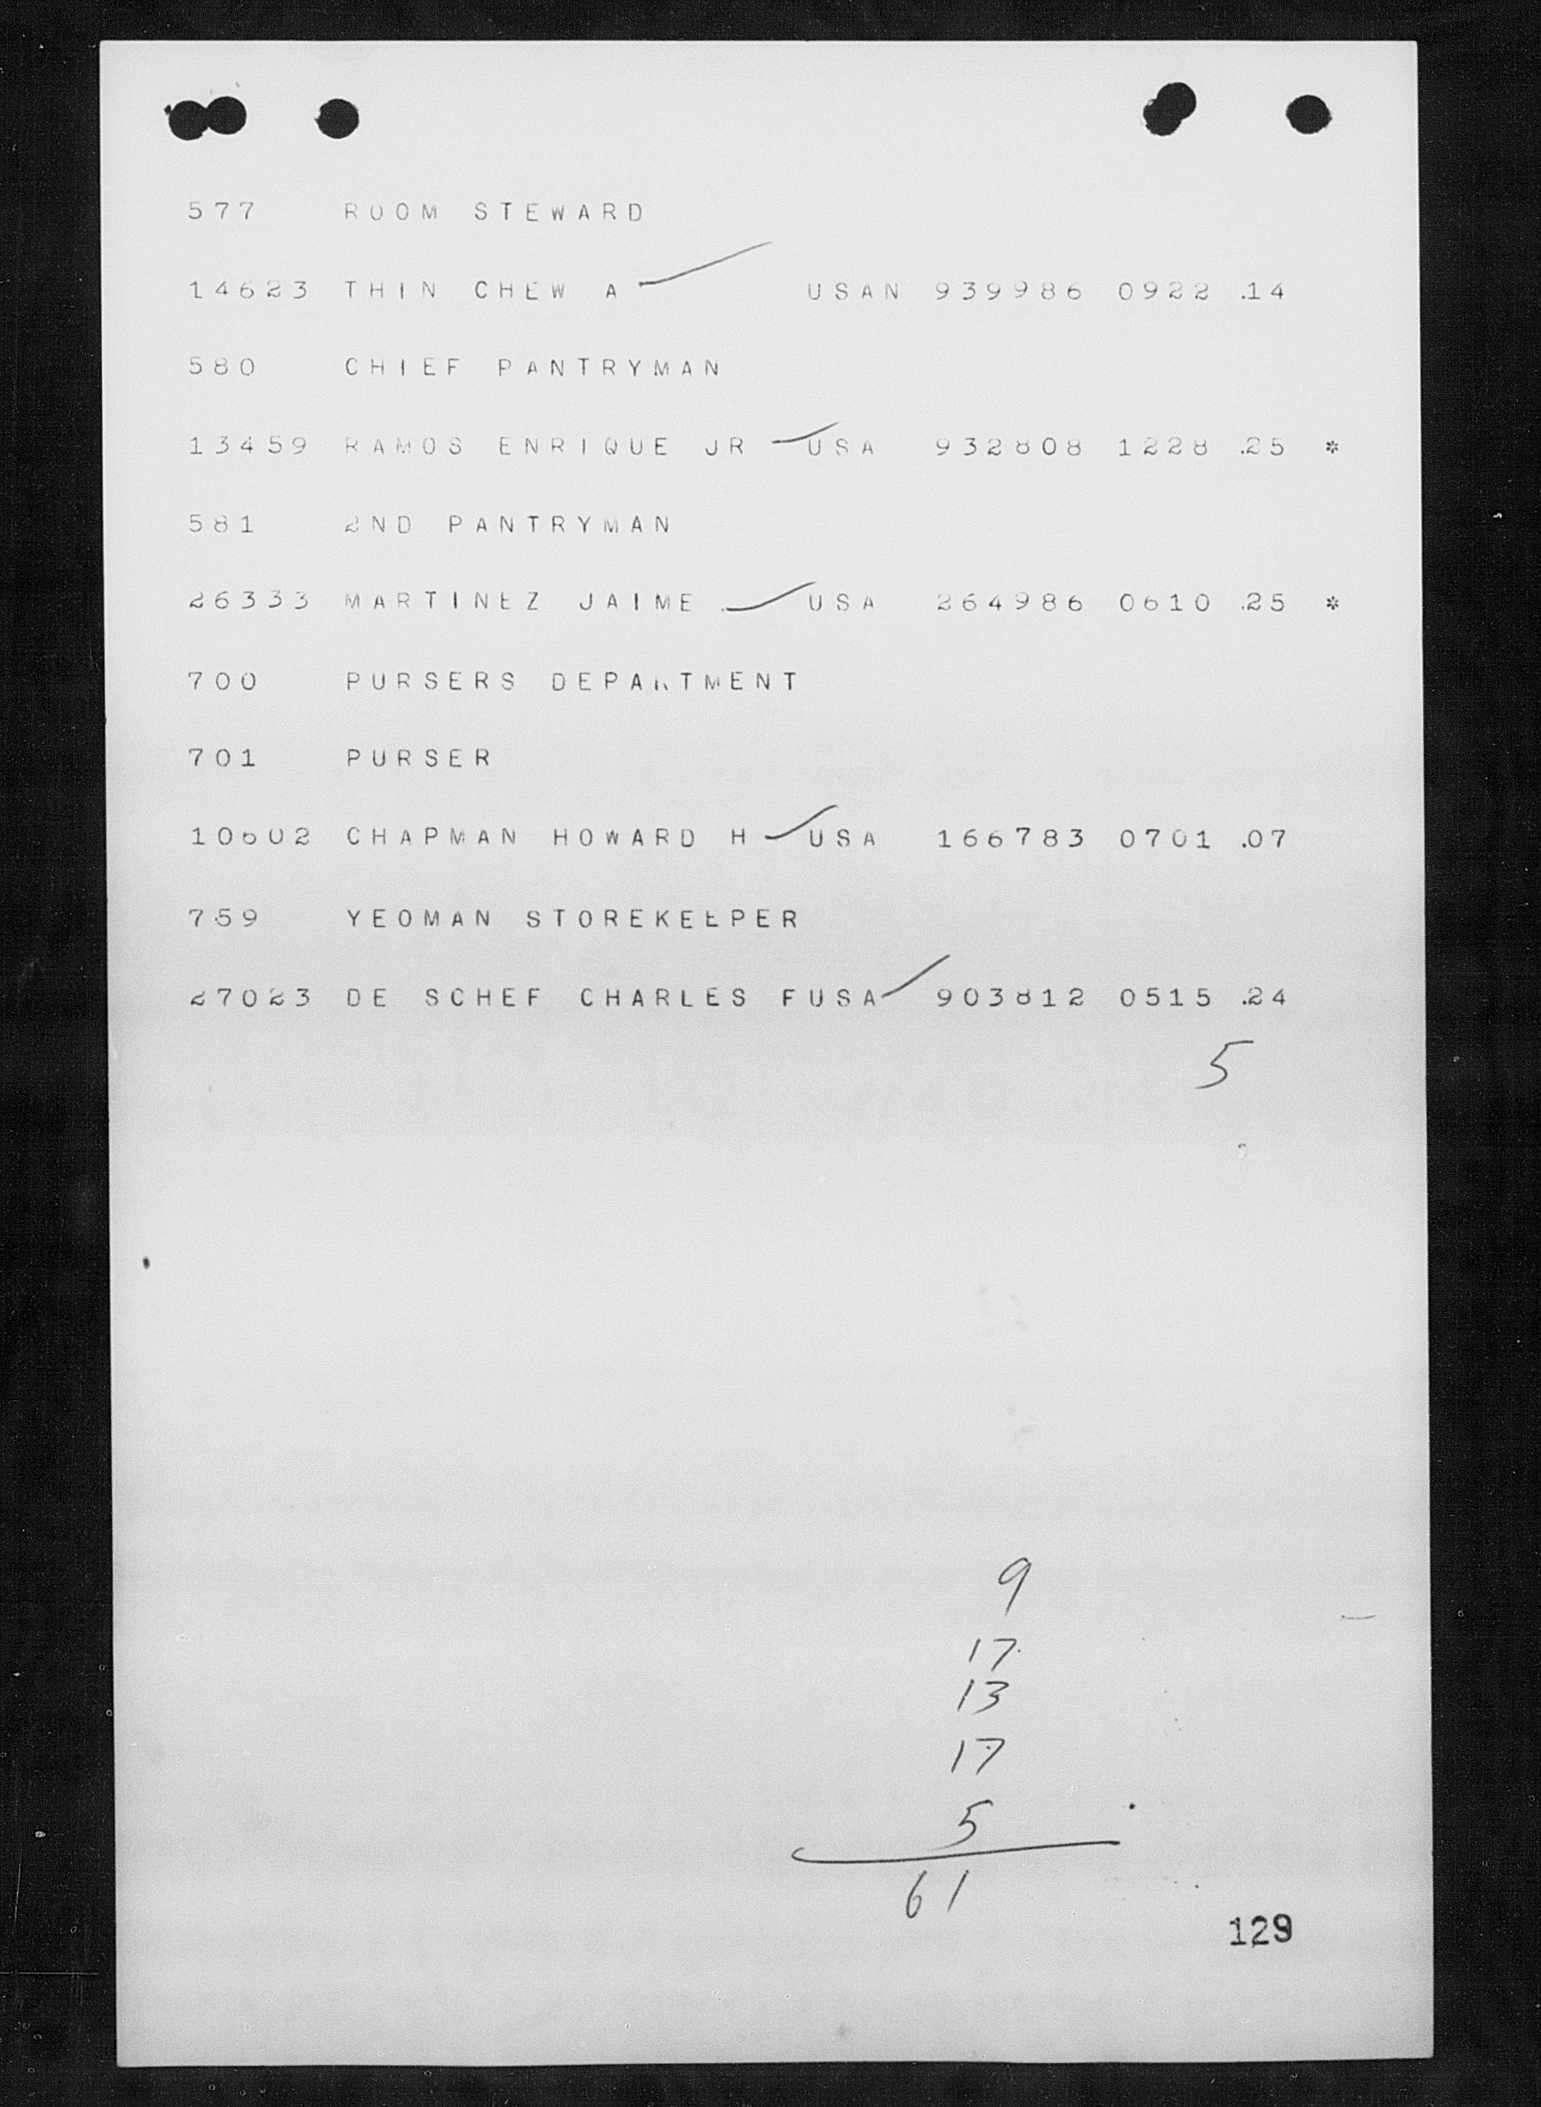 577 ROOM STEWARD
14623 THIN CHEW A USAN 939986 0922 .14
580 CHIEF PANTRYMAN
13459 RAMOS ENRIQUE JR USA 932808 1228 .25 *
581 2ND PANTRYMAN
26333 MARTINEZ JAIME USA 264986 0610 .25 *
700 PURSERS DEPARTMENT
701 PURSER
10602 CHAPMAN HOWARD H USA 166783 0701 .07
759 YEOMAN STOREKEEPER
27023 DE SCHEF CHARLES F USA 903812 0515 .24
5
9
17
13
17
5
61
129